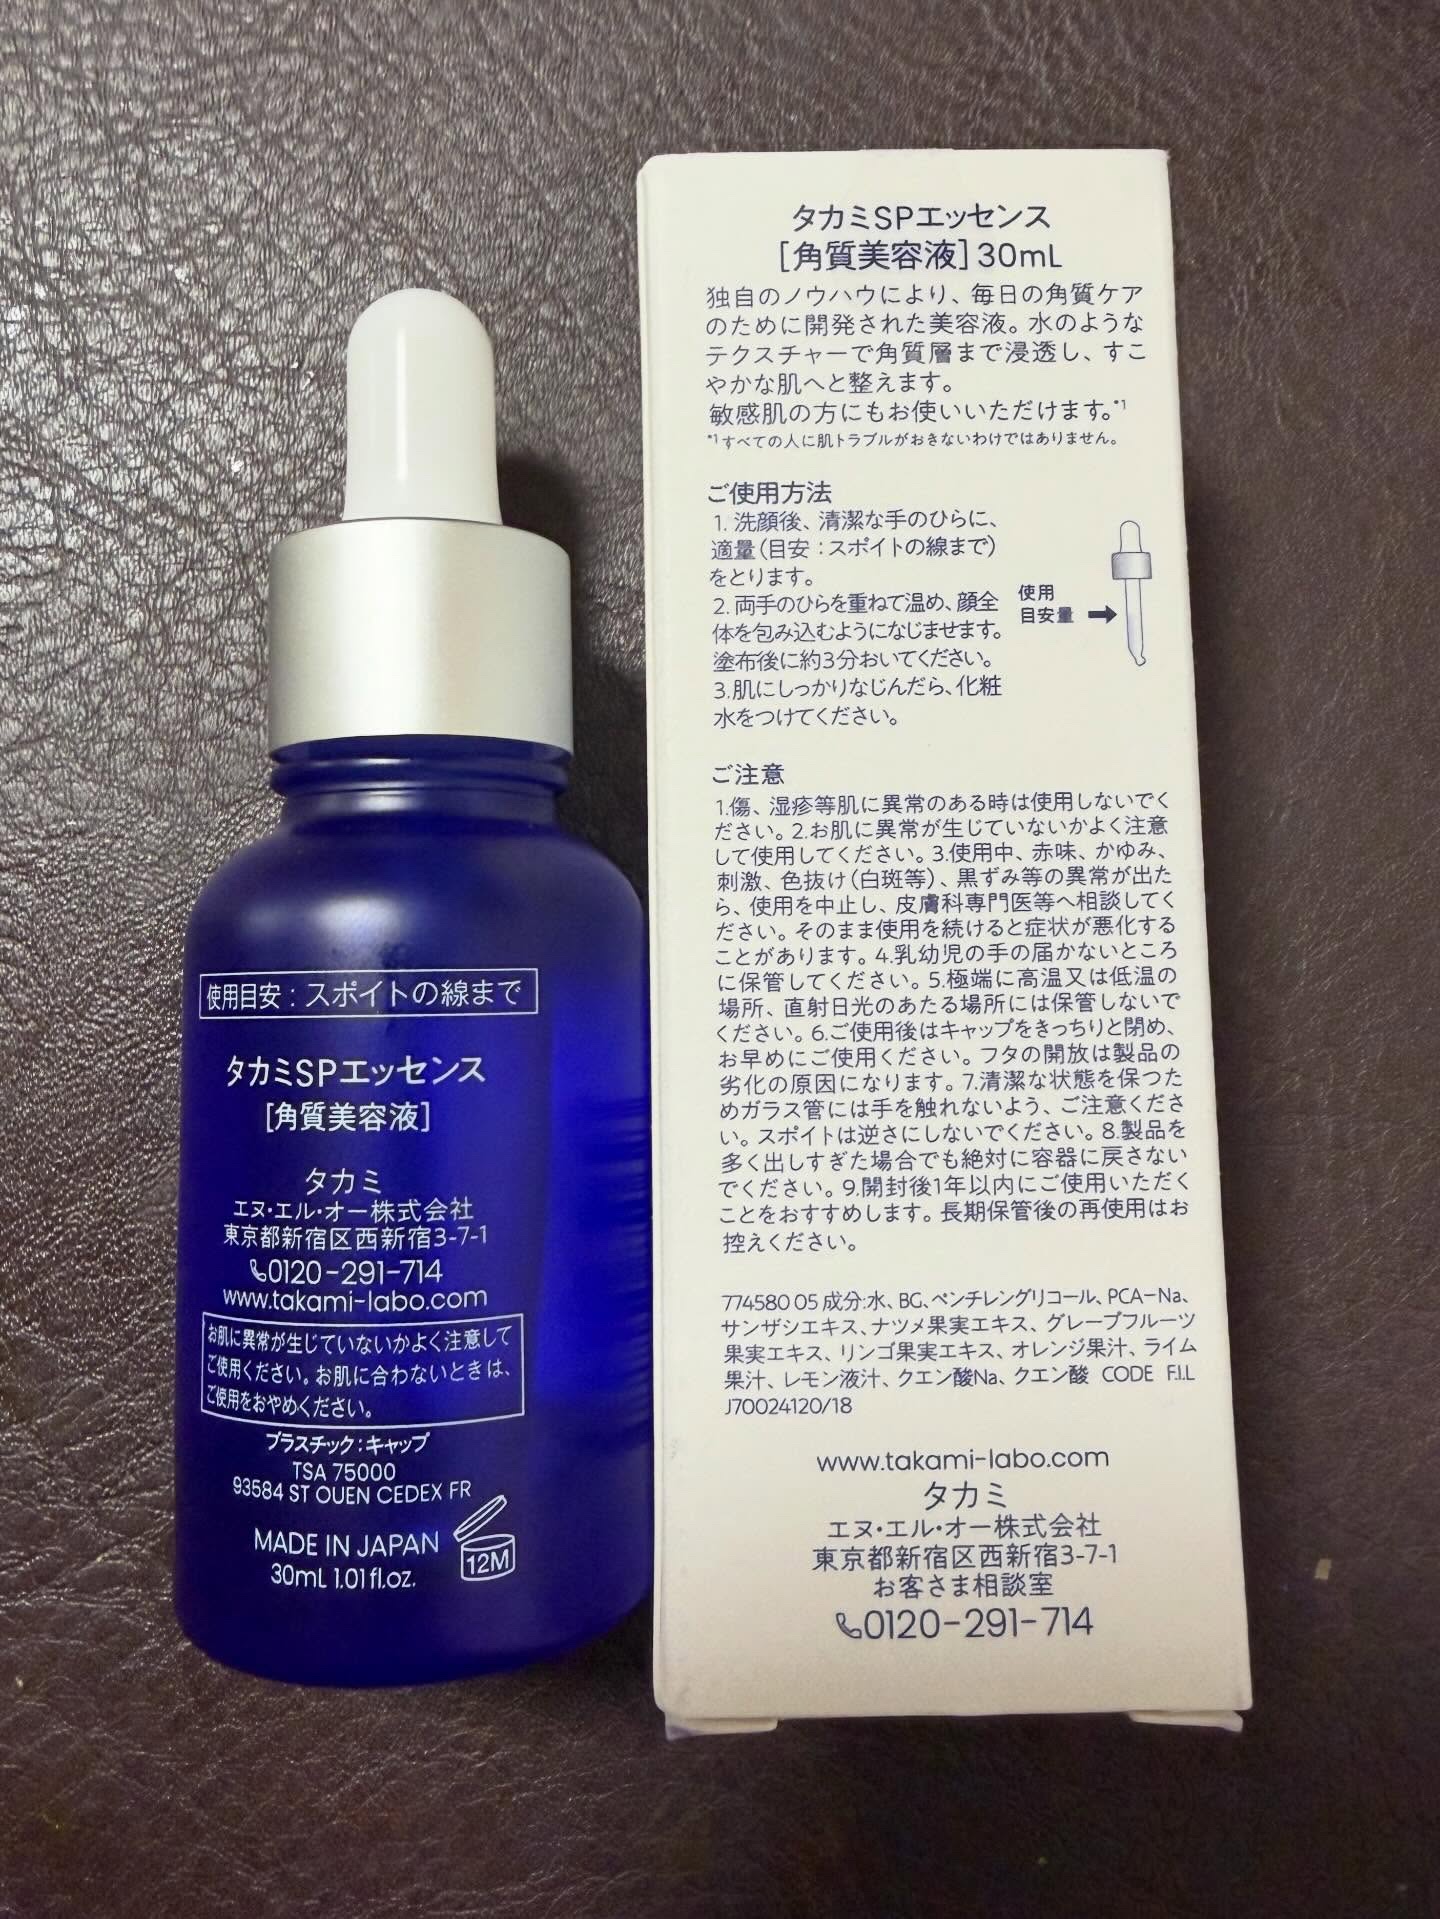 使用目安：スポイトの線まで
タカミSPエッセンス
[角質美容液]
タカミ
エヌ・エル・オー株式会社
東京都新宿区西新宿3-7-1
0120-291-714
www.takami-labo.com
お肌に異常が生じていないかよく注意して
ご使用ください。お肌に合わないときは、
ご使用をおやめください。
プラスチック：キャップ
TSA 75000
93584 ST OUEN CEDEX FR
MADE IN JAPAN
30mL 1.01 fl.oz.
12M
タカミSPエッセンス
[角質美容液] 30mL
独自のノウハウにより、毎日の角質ケア
のために開発された美容液。水のような
テクスチャーで角質層まで浸透し、すこ
やかな肌へと整えます。
敏感肌の方にもお使いいただけます。*1
*1 すべての人に肌トラブルがおきないわけではありません。
ご使用方法
1. 洗顔後、清潔な手のひらに、
適量（目安：スポイトの線まで）
をとります。
2. 両手のひらを重ねて温め、顔全
体を包み込むようになじませます。
塗布後に約3分おいてください。
3.肌にしっかりなじんだら、化粧
水をつけてください。
使用
目安量
ご注意
1.傷、湿疹等肌に異常のある時は使用しないでく
ださい。2.お肌に異常が生じていないかよく注意
して使用してください。3.使用中、赤味、かゆみ、
刺激、色抜け（白斑等）、黒ずみ等の異常が出た
ら、使用を中止し、皮膚科専門医等へ相談してく
ださい。そのまま使用を続けると症状が悪化する
ことがあります。4.乳幼児の手の届かないところ
に保管してください。5.極端に高温又は低温の
場所、直射日光のあたる場所には保管しないで
ください。6.ご使用後はキャップをきっちりと閉め、
お早めにご使用ください。フタの開放は製品の
劣化の原因になります。7.清潔な状態を保つた
めガラス管には手を触れないよう、ご注意くださ
い。スポイトは逆さにしないでください。8.製品を
多く出しすぎた場合でも絶対に容器に戻さない
でください。9.開封後1年以内にご使用いただく
ことをおすすめします。長期保管後の再使用はお
控えください。
774580 05 成分:水、BG、ペンチレングリコール、PCA-Na、
サンザシエキス、ナツメ果実エキス、グレープフルーツ
果実エキス、リンゴ果実エキス、オレンジ果汁、ライム
果汁、レモン液汁、クエン酸Na、クエン酸 CODE F.I.L
J70024120/18
www.takami-labo.com
タカミ
エヌ・エル・オー株式会社
東京都新宿区西新宿3-7-1
お客さま相談室
0120-291-714